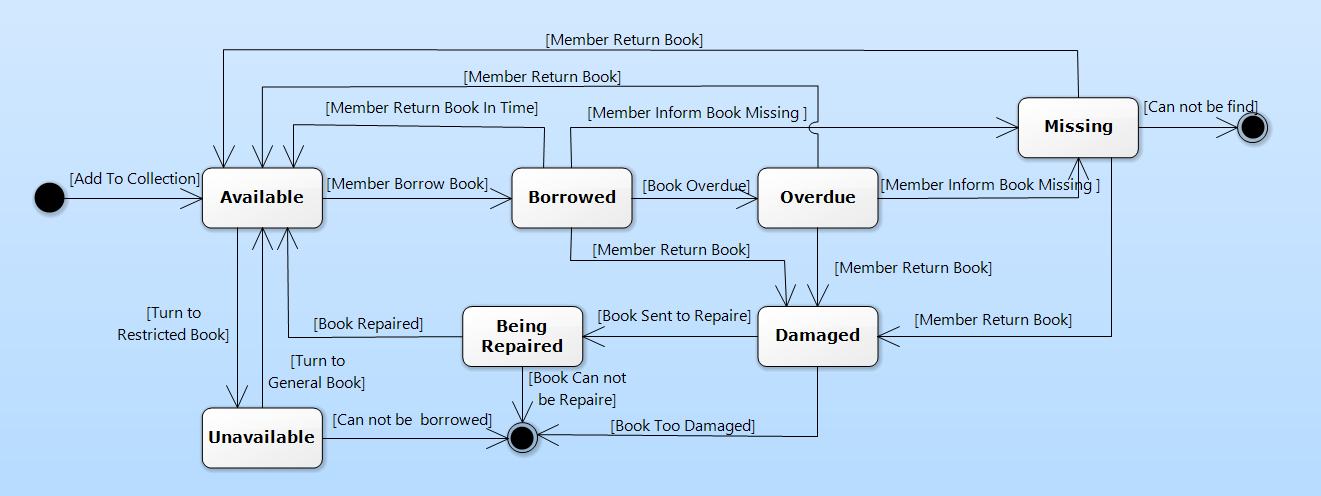 [Member Return Book]
[Member Return Book]
[Member Return Book In Time]
[Member Inform Book Missing ]
[Can not be find]
Missing
[Add To Collection]
Available
[Member Borrow Book]
Borrowed
[Book Overdue]
Overdue
[Member Inform Book Missing ]
[Member Return Book]
[Member Return Book]
[Turn to
Restricted Book]
[Book Repaired]
Being
Repaired
[Book Sent to Repaire]
Damaged
[Member Return Book]
[Turn to
General Book]
[Book Can not
be Repaire]
Unavailable
[Can not be  borrowed]
[Book Too Damaged]